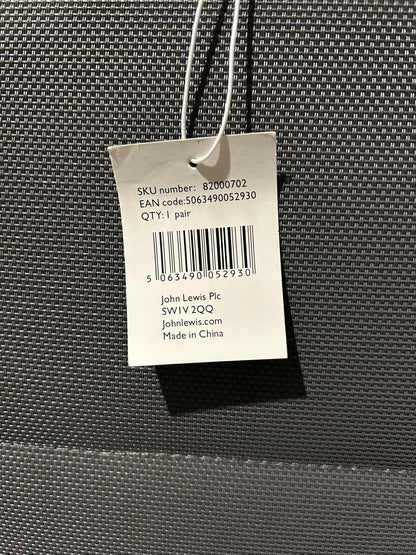 SKU number: 82000702
EAN code:5063490052930
QTY: 1 pair
5 063490 052930
John Lewis Plc
SW1V 2QQ
Johnlewis.com
Made in China